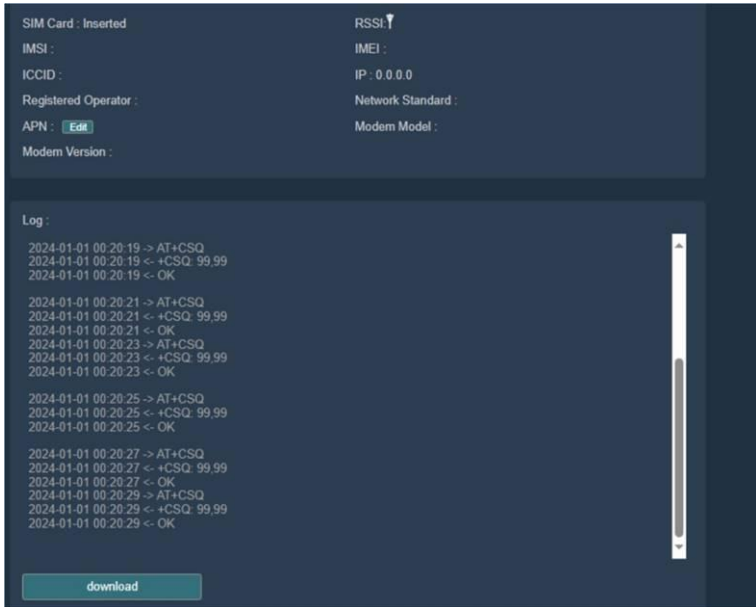 SIM Card : Inserted
RSSI:
IMSI :
IMEI :
ICCID :
IP : 0.0.0.0
Registered Operator :
Network Standard :
APN : Edit
Modem Model :
Modem Version :
Log :
2024-01-01 00:20:19 -> AT+CSQ
2024-01-01 00:20:19 <- +CSQ: 99,99
2024-01-01 00:20:19 <- OK
2024-01-01 00:20:21 -> AT+CSQ
2024-01-01 00:20:21 <- +CSQ: 99,99
2024-01-01 00:20:21 <- OK
2024-01-01 00:20:23 -> AT+CSQ
2024-01-01 00:20:23 <- +CSQ: 99,99
2024-01-01 00:20:23 <- OK
2024-01-01 00:20:25 -> AT+CSQ
2024-01-01 00:20:25 <- +CSQ: 99,99
2024-01-01 00:20:25 <- OK
2024-01-01 00:20:27 -> AT+CSQ
2024-01-01 00:20:27 <- +CSQ: 99,99
2024-01-01 00:20:27 <- OK
2024-01-01 00:20:29 -> AT+CSQ
2024-01-01 00:20:29 <- +CSQ: 99,99
2024-01-01 00:20:29 <- OK
download